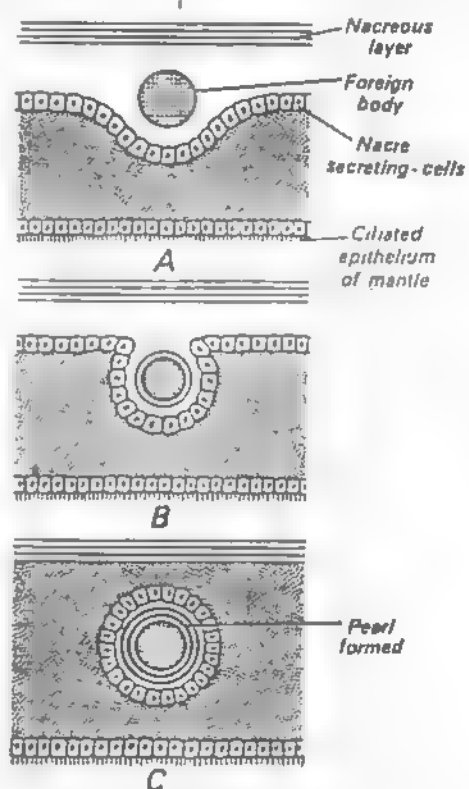 Nacreous
layer
Foreign
body
Nacre
secreting-cells
Ciliated
epithelium
of mantle
A
B
Pearl
formed
C